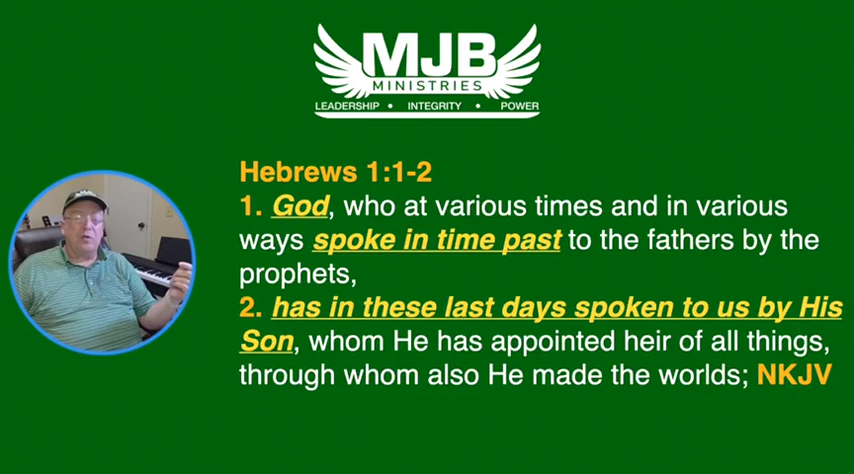 MJB
MINISTRIES
LEADERSHIP • INTEGRITY • POWER
Hebrews 1:1-2
1. God, who at various times and in various
ways spoke in time past to the fathers by the
prophets,
2. has in these last days spoken to us by His
Son, whom He has appointed heir of all things,
through whom also He made the worlds; NKJV